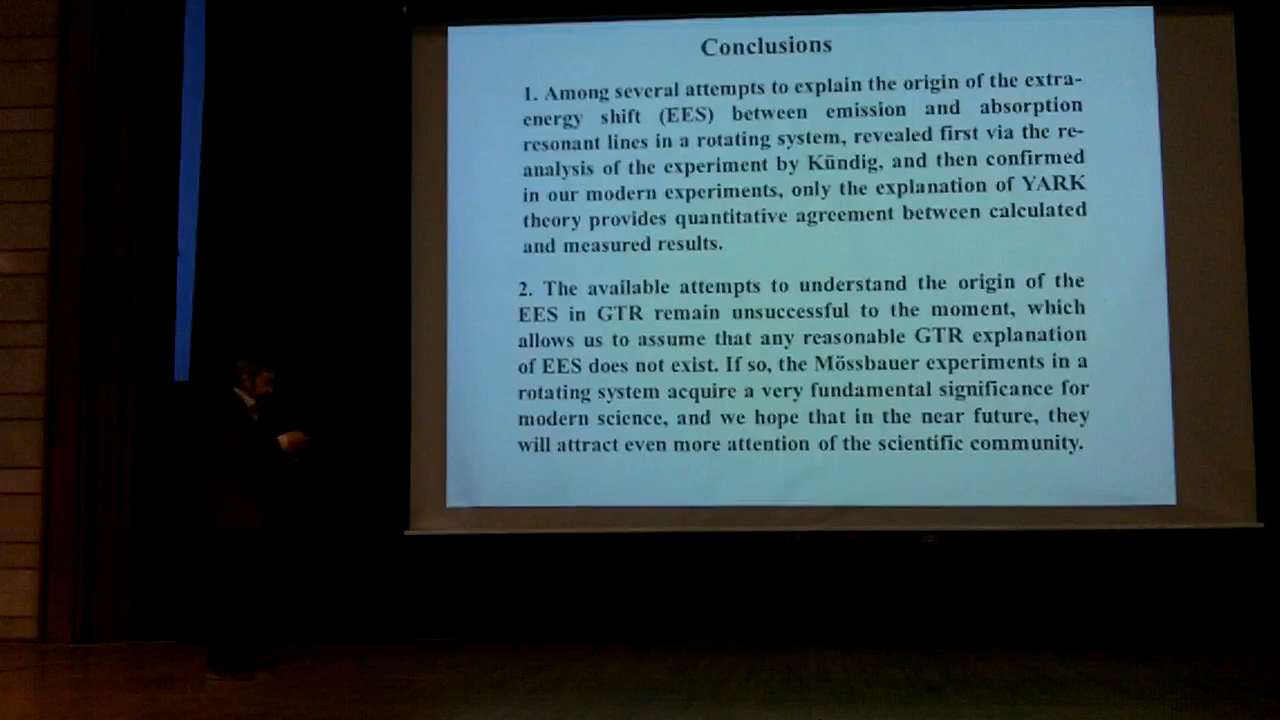 Conclusions
1. Among several attempts to explain the origin of the extra-
energy shift (EES) between emission and absorption
resonant lines in a rotating system, revealed first via the re-
analysis of the experiment by Kündig, and then confirmed
in our modern experiments, only the explanation of YARK
theory provides quantitative agreement between calculated
and measured results.
2. The available attempts to understand the origin of the
EES in GTR remain unsuccessful to the moment, which
allows us to assume that any reasonable GTR explanation
of EES does not exist. If so, the Mössbauer experiments in a
rotating system acquire a very fundamental significance for
modern science, and we hope that in the near future, they
will attract even more attention of the scientific community.